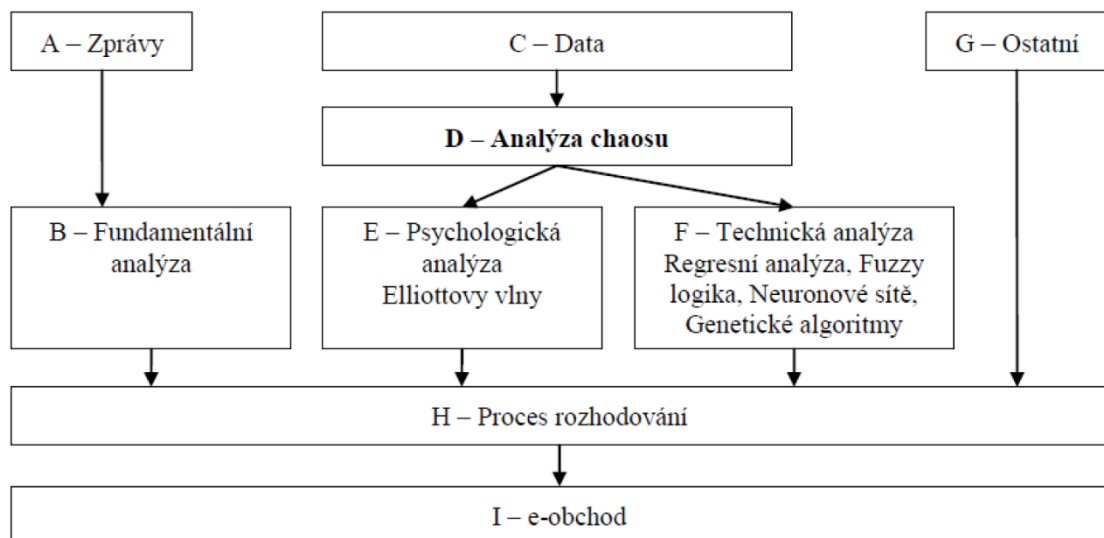 A – Zprávy
C – Data
G – Ostatní
D – Analýza chaosu
B – Fundamentální
analýza
E – Psychologická
analýza
Elliottovy vlny
F – Technická analýza
Regresní analýza, Fuzzy
logika, Neuronové sítě,
Genetické algoritmy
H – Proces rozhodování
I – e-obchod